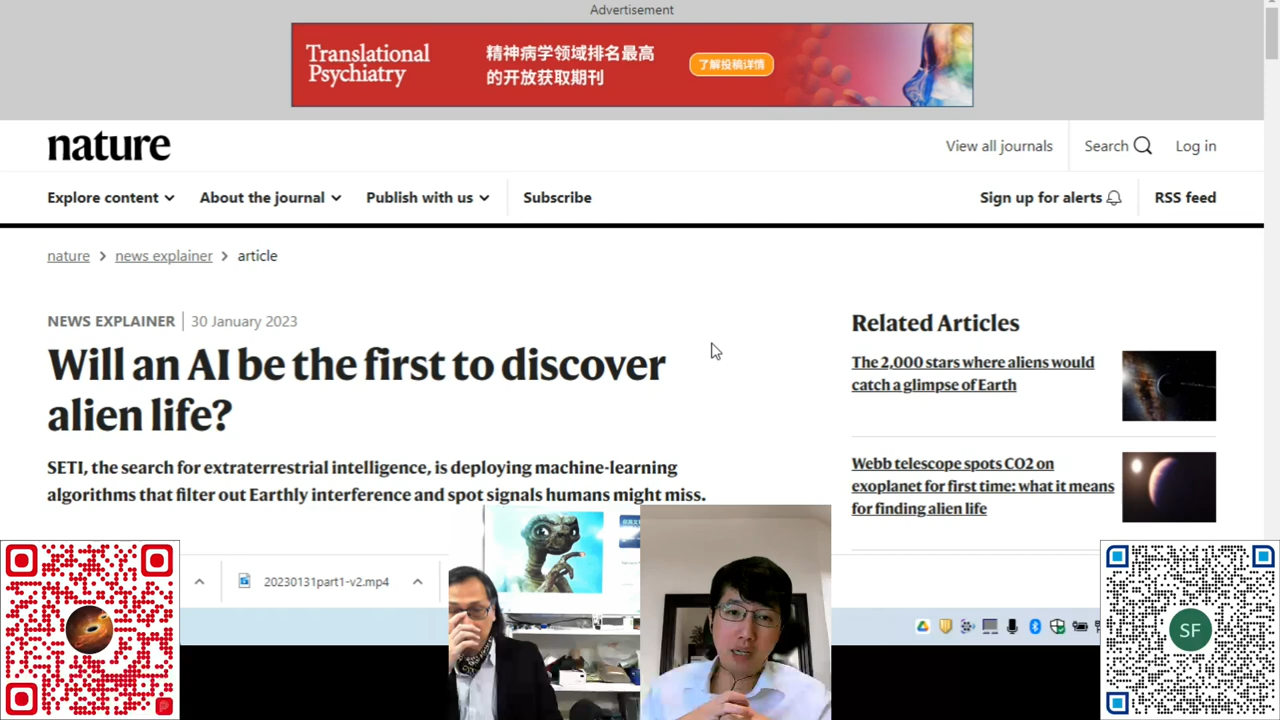 Advertisement
Translational
Psychiatry
精神病学领域排名最高
的开放获取期刊
了解投稿详情
nature
View all journals
Search
Log in
Explore content
About the journal
Publish with us
Subscribe
Sign up for alerts
RSS feed
nature > news explainer > article
NEWS EXPLAINER | 30 January 2023
Will an AI be the first to discover
alien life?
SETI, the search for extraterrestrial intelligence, is deploying machine-learning
algorithms that filter out Earthly interference and spot signals humans might miss.
Related Articles
The 2,000 stars where aliens would
catch a glimpse of Earth
Webb telescope spots CO2 on
exoplanet for first time: what it means
for finding alien life
20230131part1-v2.mp4
SF